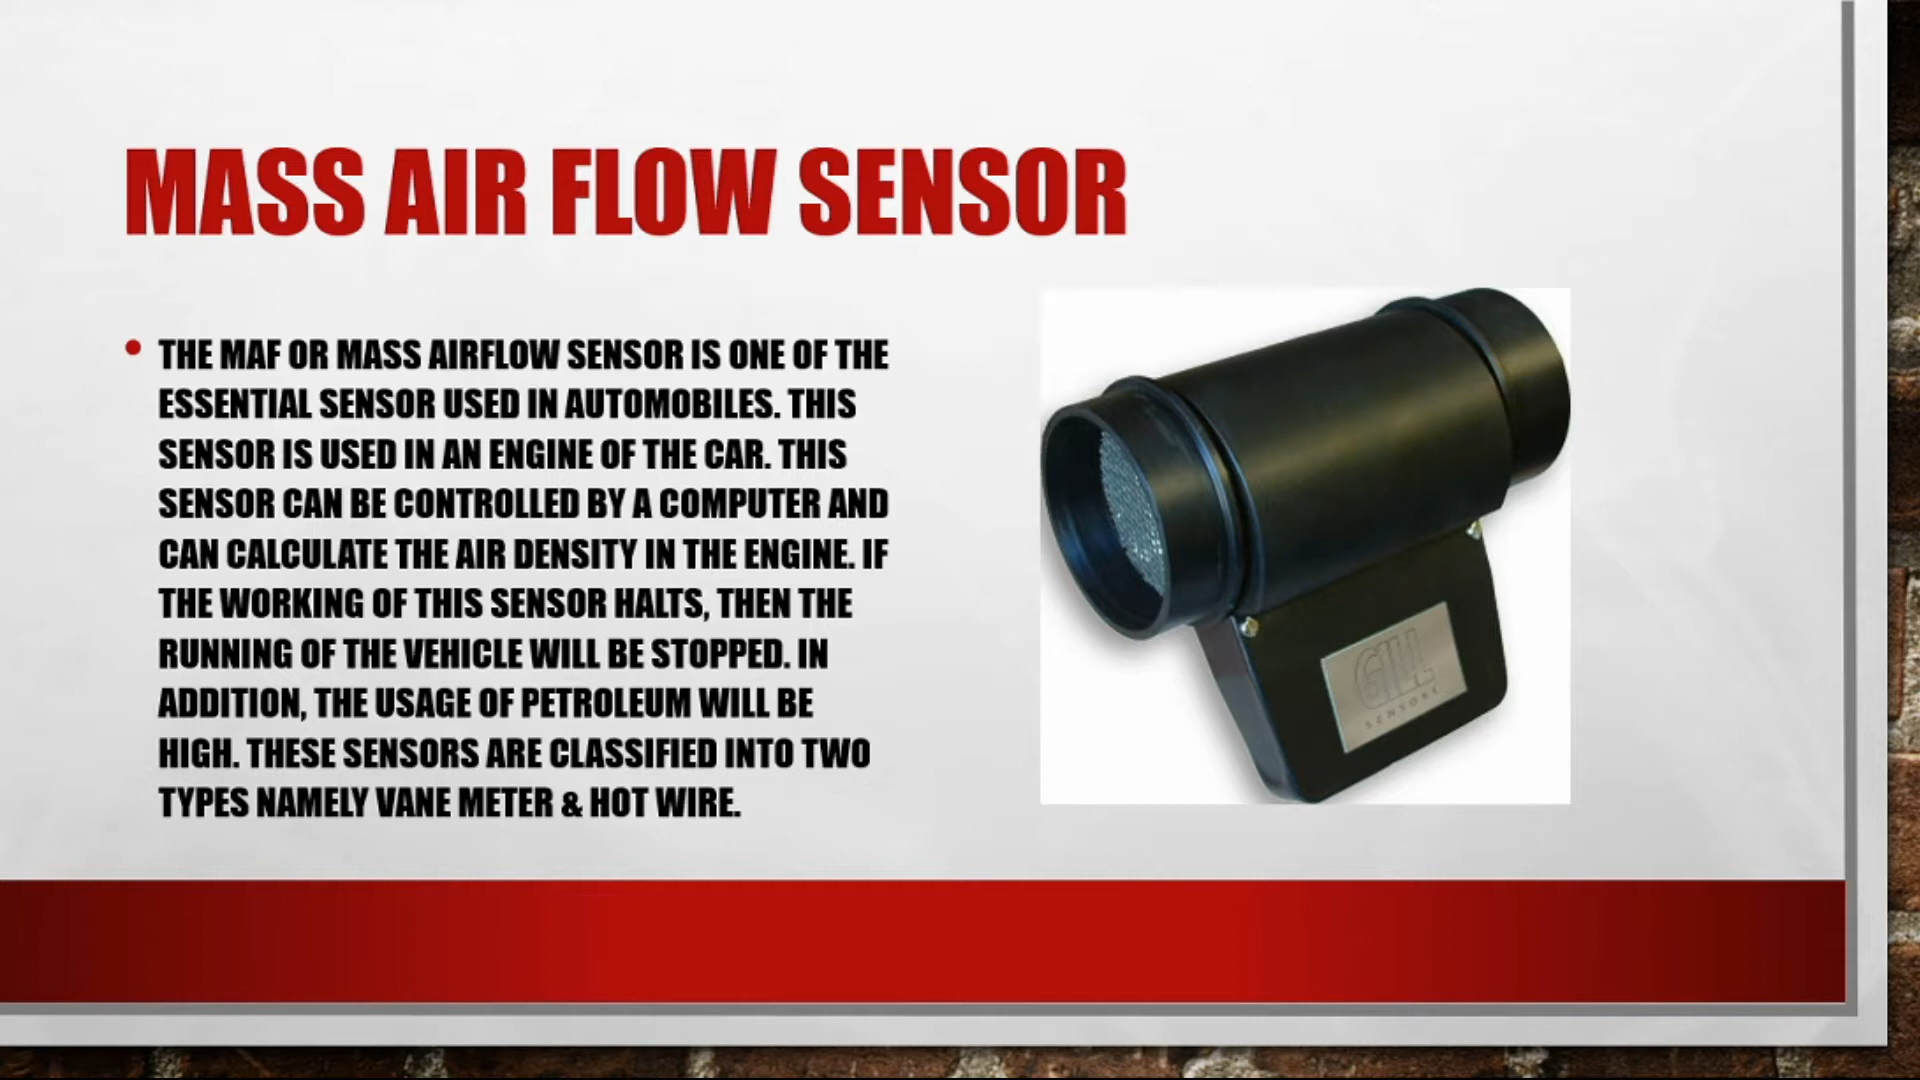 MASS AIR FLOW SENSOR
• THE MAF OR MASS AIRFLOW SENSOR IS ONE OF THE
ESSENTIAL SENSOR USED IN AUTOMOBILES. THIS
SENSOR IS USED IN AN ENGINE OF THE CAR. THIS
SENSOR CAN BE CONTROLLED BY A COMPUTER AND
CAN CALCULATE THE AIR DENSITY IN THE ENGINE. IF
THE WORKING OF THIS SENSOR HALTS, THEN THE
RUNNING OF THE VEHICLE WILL BE STOPPED. IN
ADDITION, THE USAGE OF PETROLEUM WILL BE
HIGH. THESE SENSORS ARE CLASSIFIED INTO TWO
TYPES NAMELY VANE METER & HOT WIRE.
GILL
SENSORS